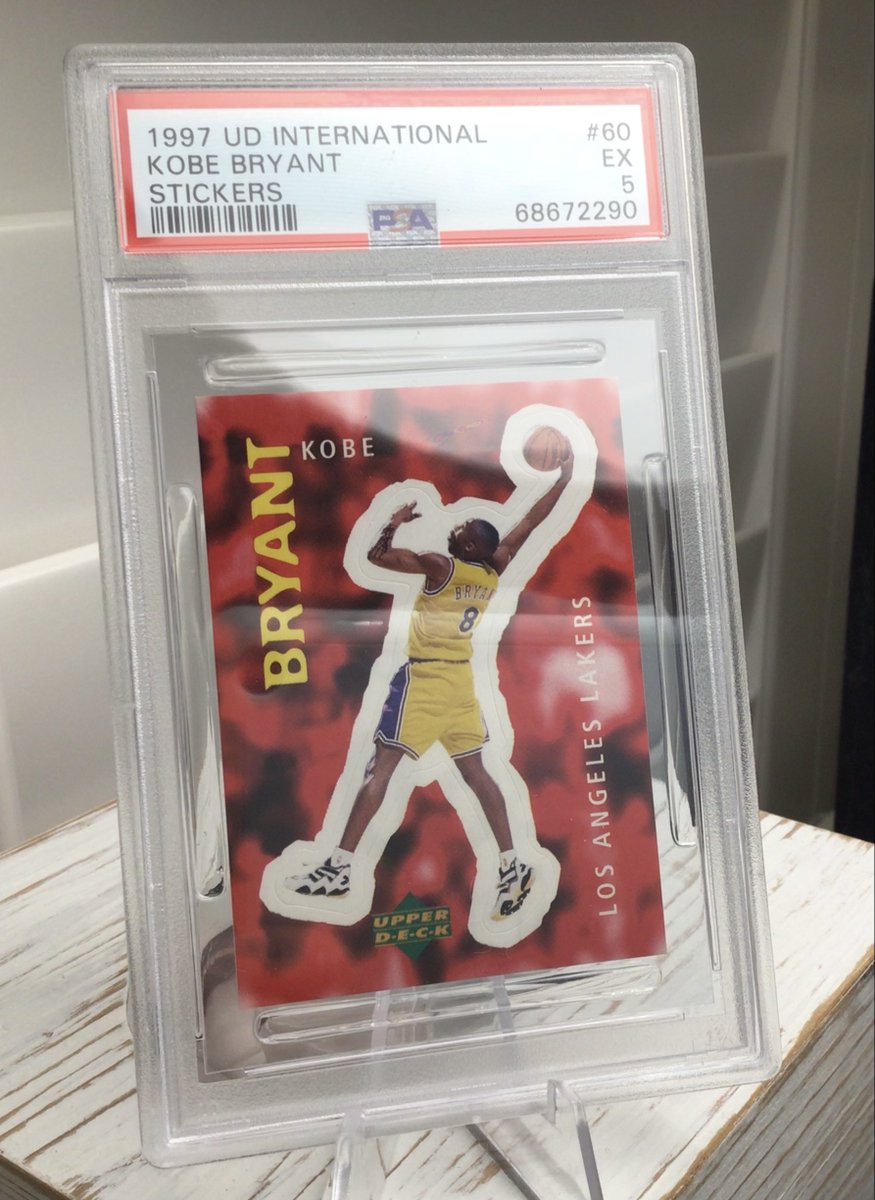 1997 UD INTERNATIONAL #60
KOBE BRYANT EX
STICKERS 5
PSA 68672290
KOBE
BRYANT
BRYANT
8
LOS ANGELES LAKERS
UPPER
D·E·C·K